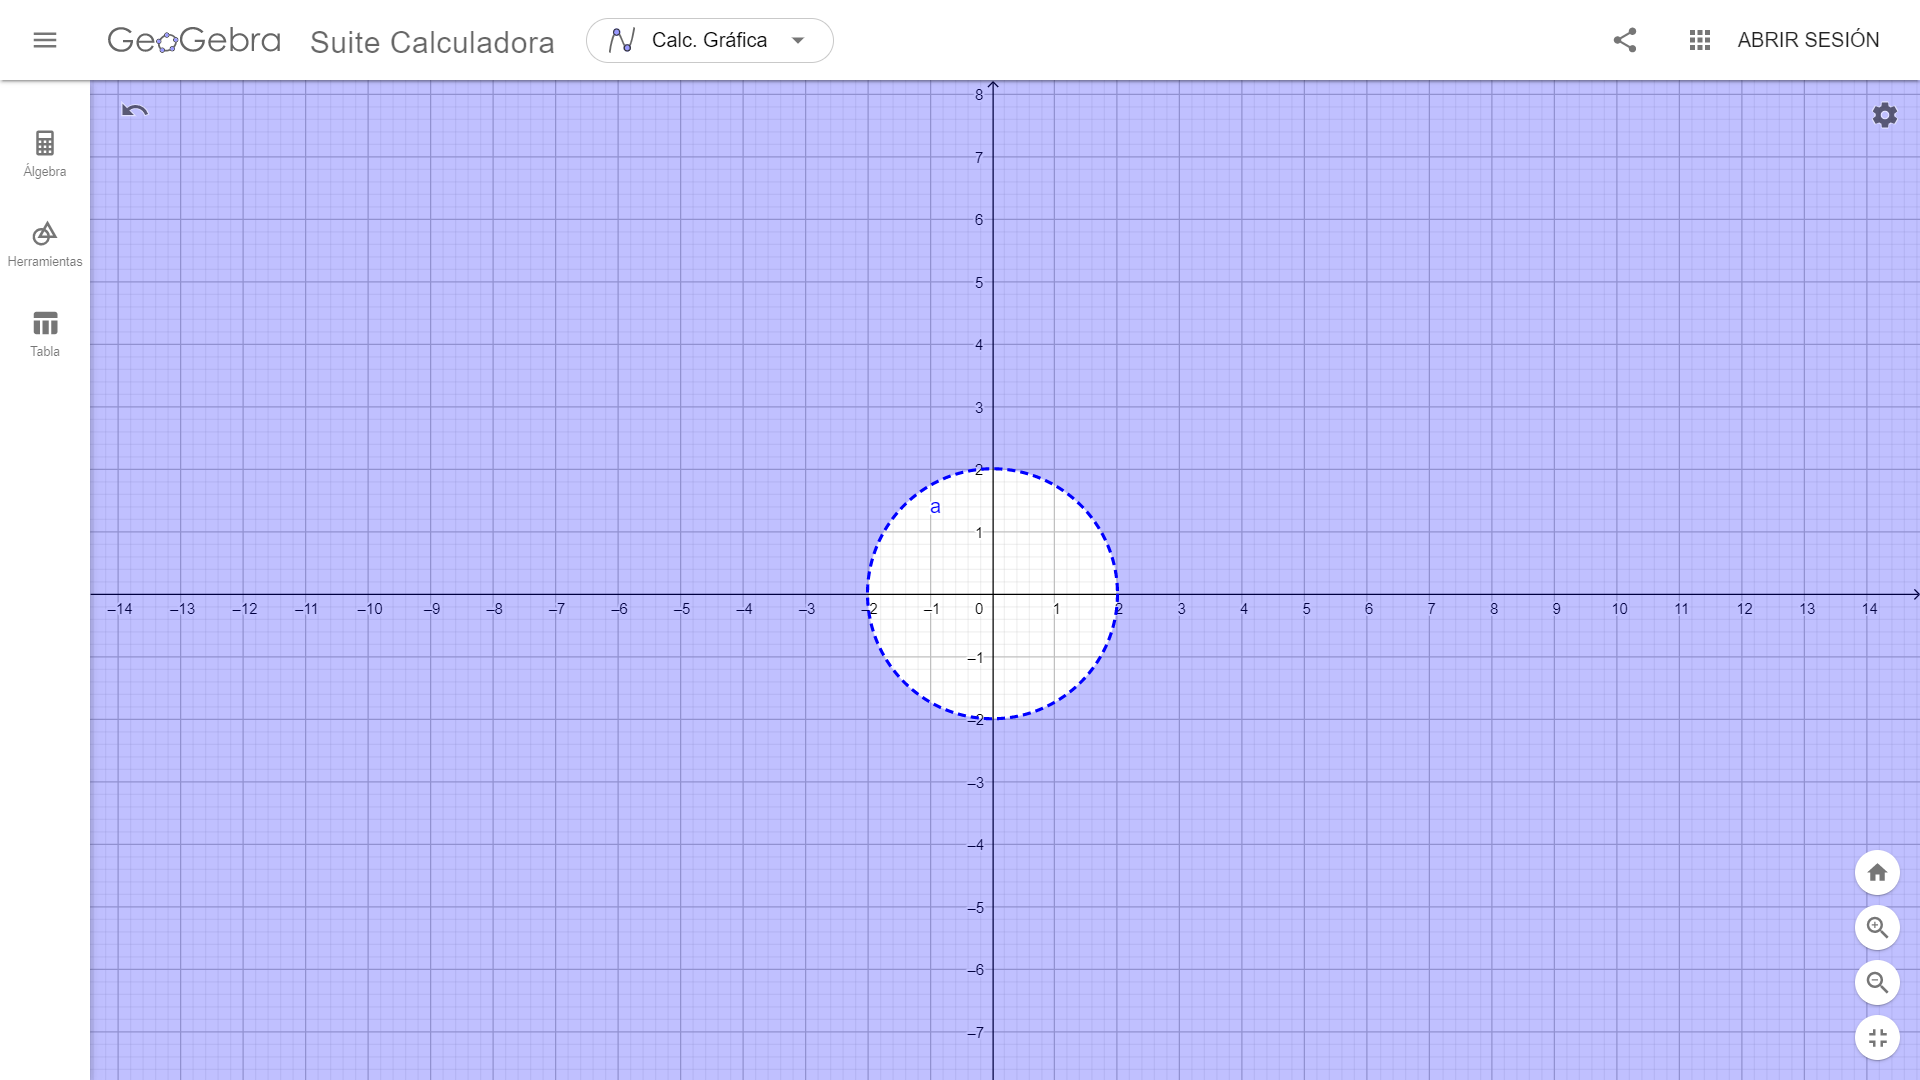 GeoGebra Suite Calculadora Calc. Gráfica ABRIR SESIÓN
Álgebra
Herramientas
Tabla
8
7
6
5
4
3
2
a
1
–14 –13 –12 –11 –10 –9 –8 –7 –6 –5 –4 –3 –2 –1 0 1 2 3 4 5 6 7 8 9 10 11 12 13 14
–1
–2
–3
–4
–5
–6
–7